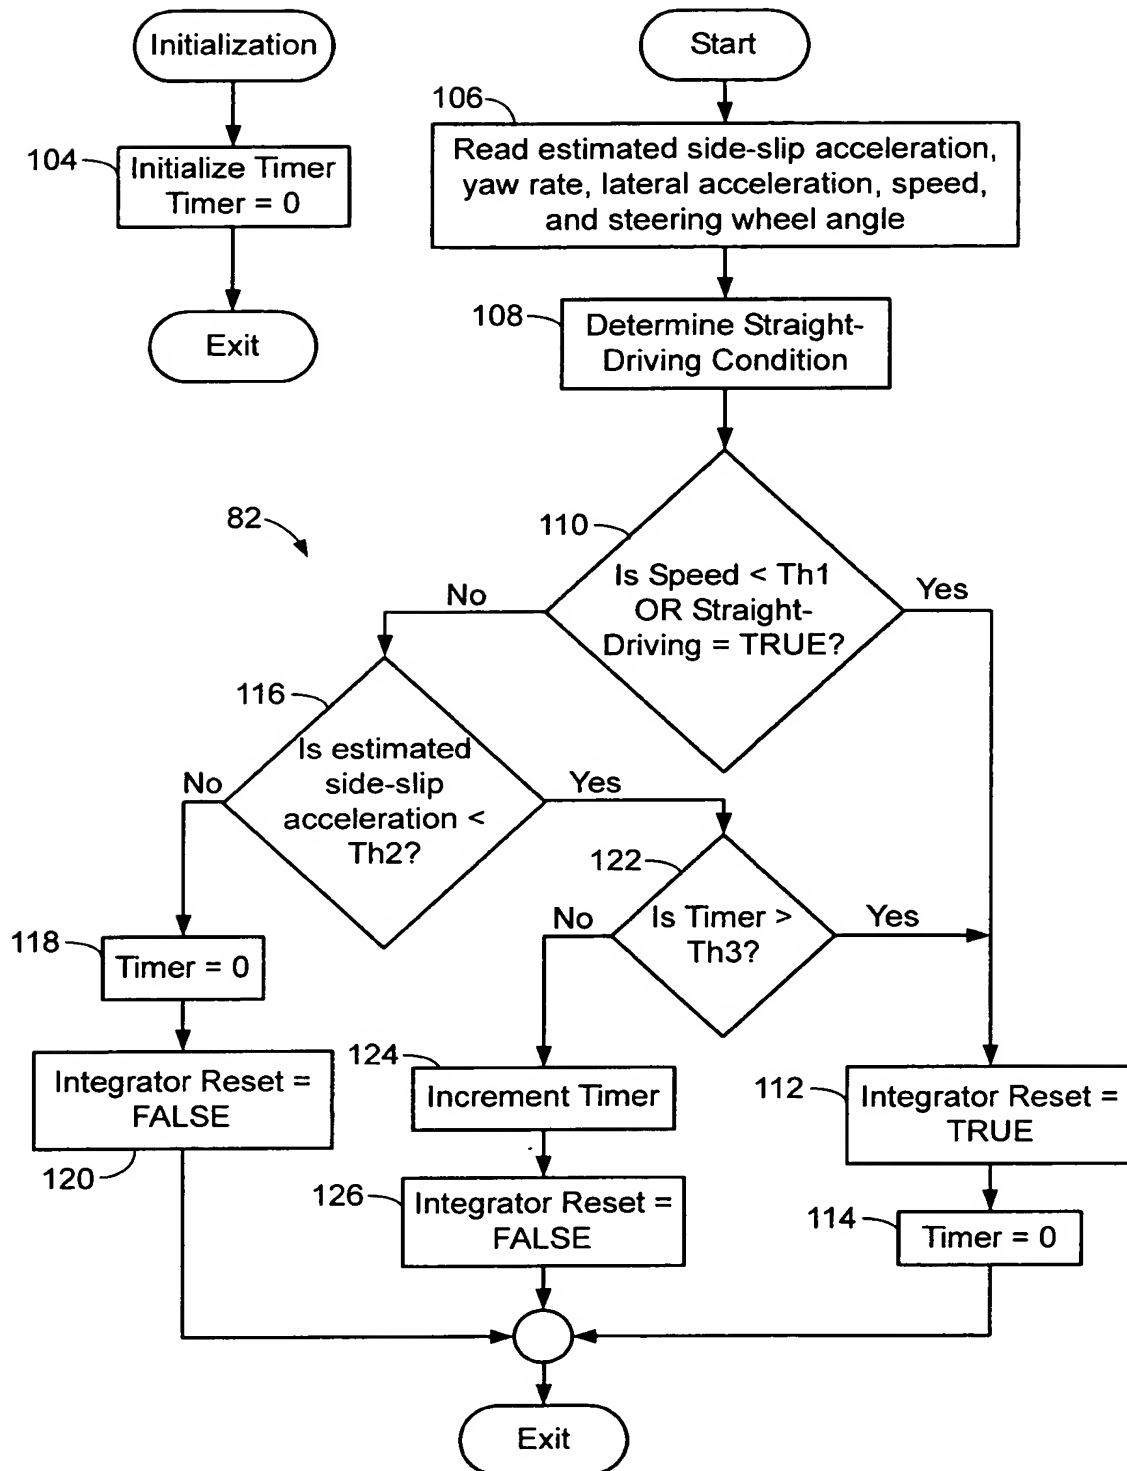 Initialization
Start
104
Initialize Timer
Timer = 0
106
Read estimated side-slip acceleration,
yaw rate, lateral acceleration, speed,
and steering wheel angle
Exit
108
Determine Straight-
Driving Condition
82
110
Is Speed < Th1
OR Straight-
Driving = TRUE?
No
Yes
116
Is estimated
side-slip
acceleration <
Th2?
No
Yes
122
Is Timer >
Th3?
No
Yes
118
Timer = 0
120
Integrator Reset =
FALSE
124
Increment Timer
126
Integrator Reset =
FALSE
112
Integrator Reset =
TRUE
114
Timer = 0
Exit